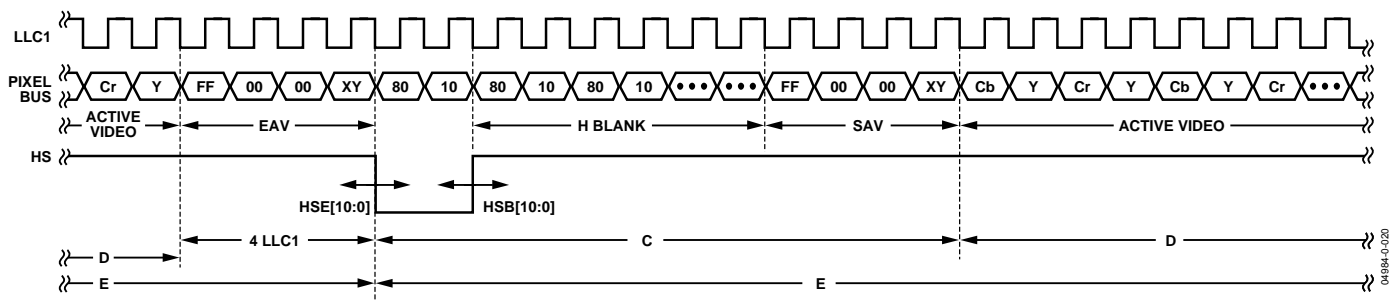 LLC1
PIXEL BUS Cr Y FF 00 00 XY 80 10 80 10 80 10 ••• ••• FF 00 00 XY Cb Y Cr Y Cb Y Cr •••
ACTIVE VIDEO EAV H BLANK SAV ACTIVE VIDEO
HS
HSE[10:0] HSB[10:0]
4 LLC1 C D
D
E E
04984-0-020